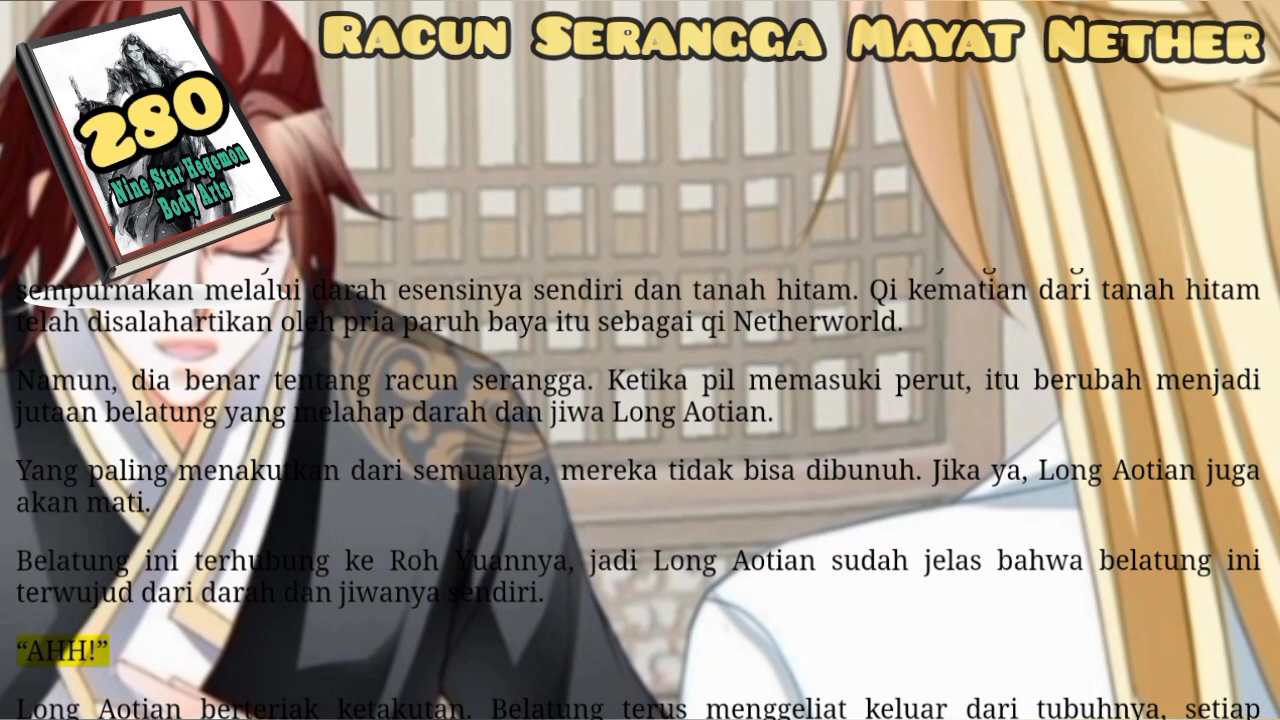 RACUN SERANGGA MAYAT NETHER
280
Nine Star Hegemon
Body Arts
sempurnakan melalui darah esensinya sendiri dan tanah hitam. Qi kematian dari tanah hitam
telah disalahartikan oleh pria paruh baya itu sebagai qi Netherworld.
Namun, dia benar tentang racun serangga. Ketika pil memasuki perut, itu berubah menjadi
jutaan belatung yang melahap darah dan jiwa Long Aotian.
Yang paling menakutkan dari semuanya, mereka tidak bisa dibunuh. Jika ya, Long Aotian juga
akan mati.
Belatung ini terhubung ke Roh Yuannya, jadi Long Aotian sudah jelas bahwa belatung ini
terwujud dari darah dan jiwanya sendiri.
“AHH!”
Long Aotian berteriak ketakutan. Belatung terus menggeliat keluar dari tubuhnya, setiap